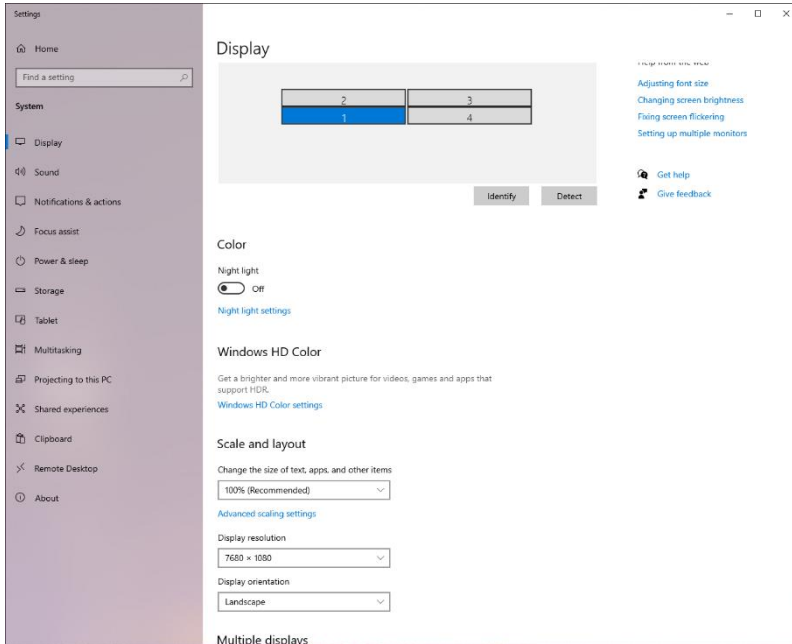 Settings
Home
Find a setting
System
Display
Sound
Notifications & actions
Focus assist
Power & sleep
Storage
Tablet
Multitasking
Projecting to this PC
Shared experiences
Clipboard
Remote Desktop
About
Display
2
3
1
4
Identify
Detect
Color
Night light
Off
Night light settings
Windows HD Color
Get a brighter and more vibrant picture for videos, games and apps that
support HDR.
Windows HD Color settings
Scale and layout
Change the size of text, apps, and other items
100% (Recommended)
Advanced scaling settings
Display resolution
7680 × 1080
Display orientation
Landscape
Multiple displays
Help from the web
Adjusting font size
Changing screen brightness
Fixing screen flickering
Setting up multiple monitors
Get help
Give feedback